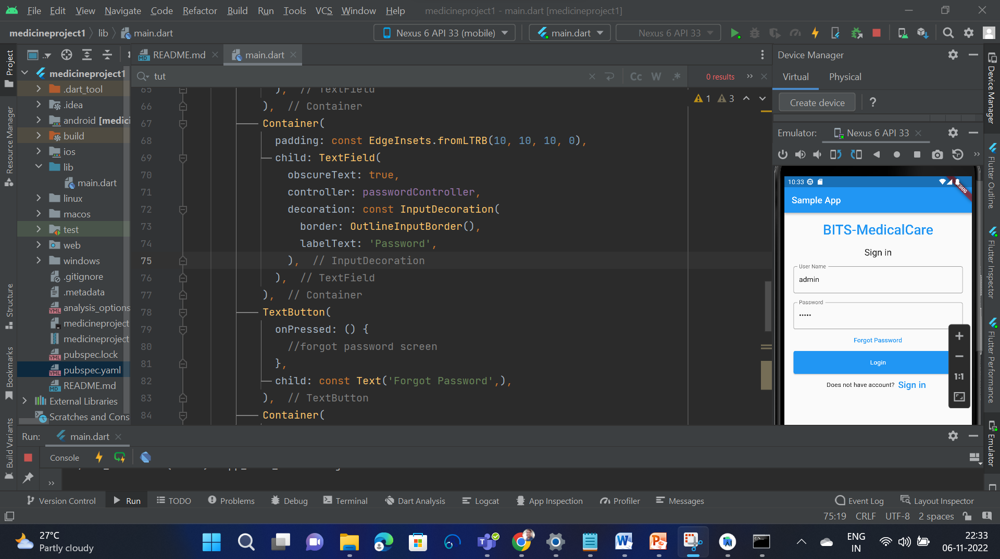 File Edit View Navigate Code Refactor Build Run Tools VCS Window Help medicineproject1 - main.dart [medicineproject1]
medicineproject1 lib main.dart Nexus 6 API 33 (mobile) main.dart Nexus 6 API 33
Project
Resource Manager
Structure
Bookmarks
Build Variants
medicineproject1
.dart_tool
.idea
android [medici
build
ios
lib
main.dart
linux
macos
test
web
windows
.gitignore
.metadata
analysis_options
medicineproject
medicineproject
pubspec.lock
pubspec.yaml
README.md
External Libraries
Scratches and Cons
README.md main.dart
tut Cc W .* 0 results
1 3
65 ), // TextField
66 ), // Container
67 Container(
68 padding: const EdgeInsets.fromLTRB(10, 10, 10, 0),
69 child: TextField(
70 obscureText: true,
71 controller: passwordController,
72 decoration: const InputDecoration(
73 border: OutlineInputBorder(),
74 labelText: 'Password',
75 ), // InputDecoration
76 ), // TextField
77 ), // Container
78 TextButton(
79 onPressed: () {
80 //forgot password screen
81 },
82 child: const Text('Forgot Password',),
83 ), // TextButton
84 Container(
Device Manager
Virtual Physical
Create device ?
Emulator: Nexus 6 API 33
10:33
Sample App
BITS-MedicalCare
Sign in
User Name
admin
Password
•••••
Forgot Password
Login
Does not have account? Sign in
1:1
Device Manager
Flutter Outline
Flutter Inspector
Flutter Performance
Emulator
Run: main.dart
Console
Version Control Run TODO Problems Debug Terminal Dart Analysis Logcat App Inspection Profiler Messages Event Log Layout Inspector
75:19 CRLF UTF-8 2 spaces
27°C
Partly cloudy
ENG
IN
22:33
06-11-2022